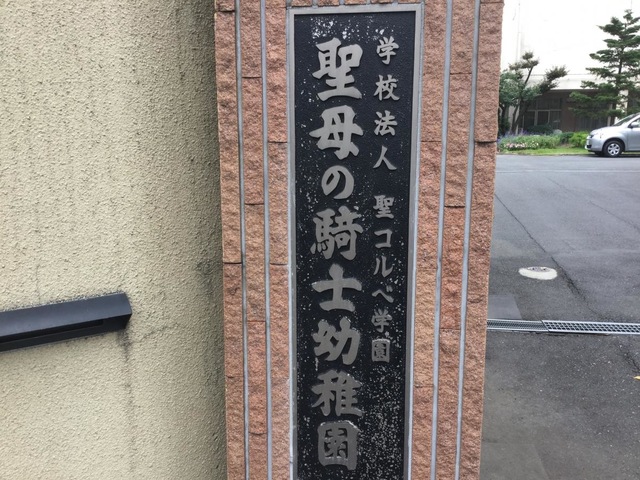 学校法人 聖コルベ学園
聖母の騎士幼稚園